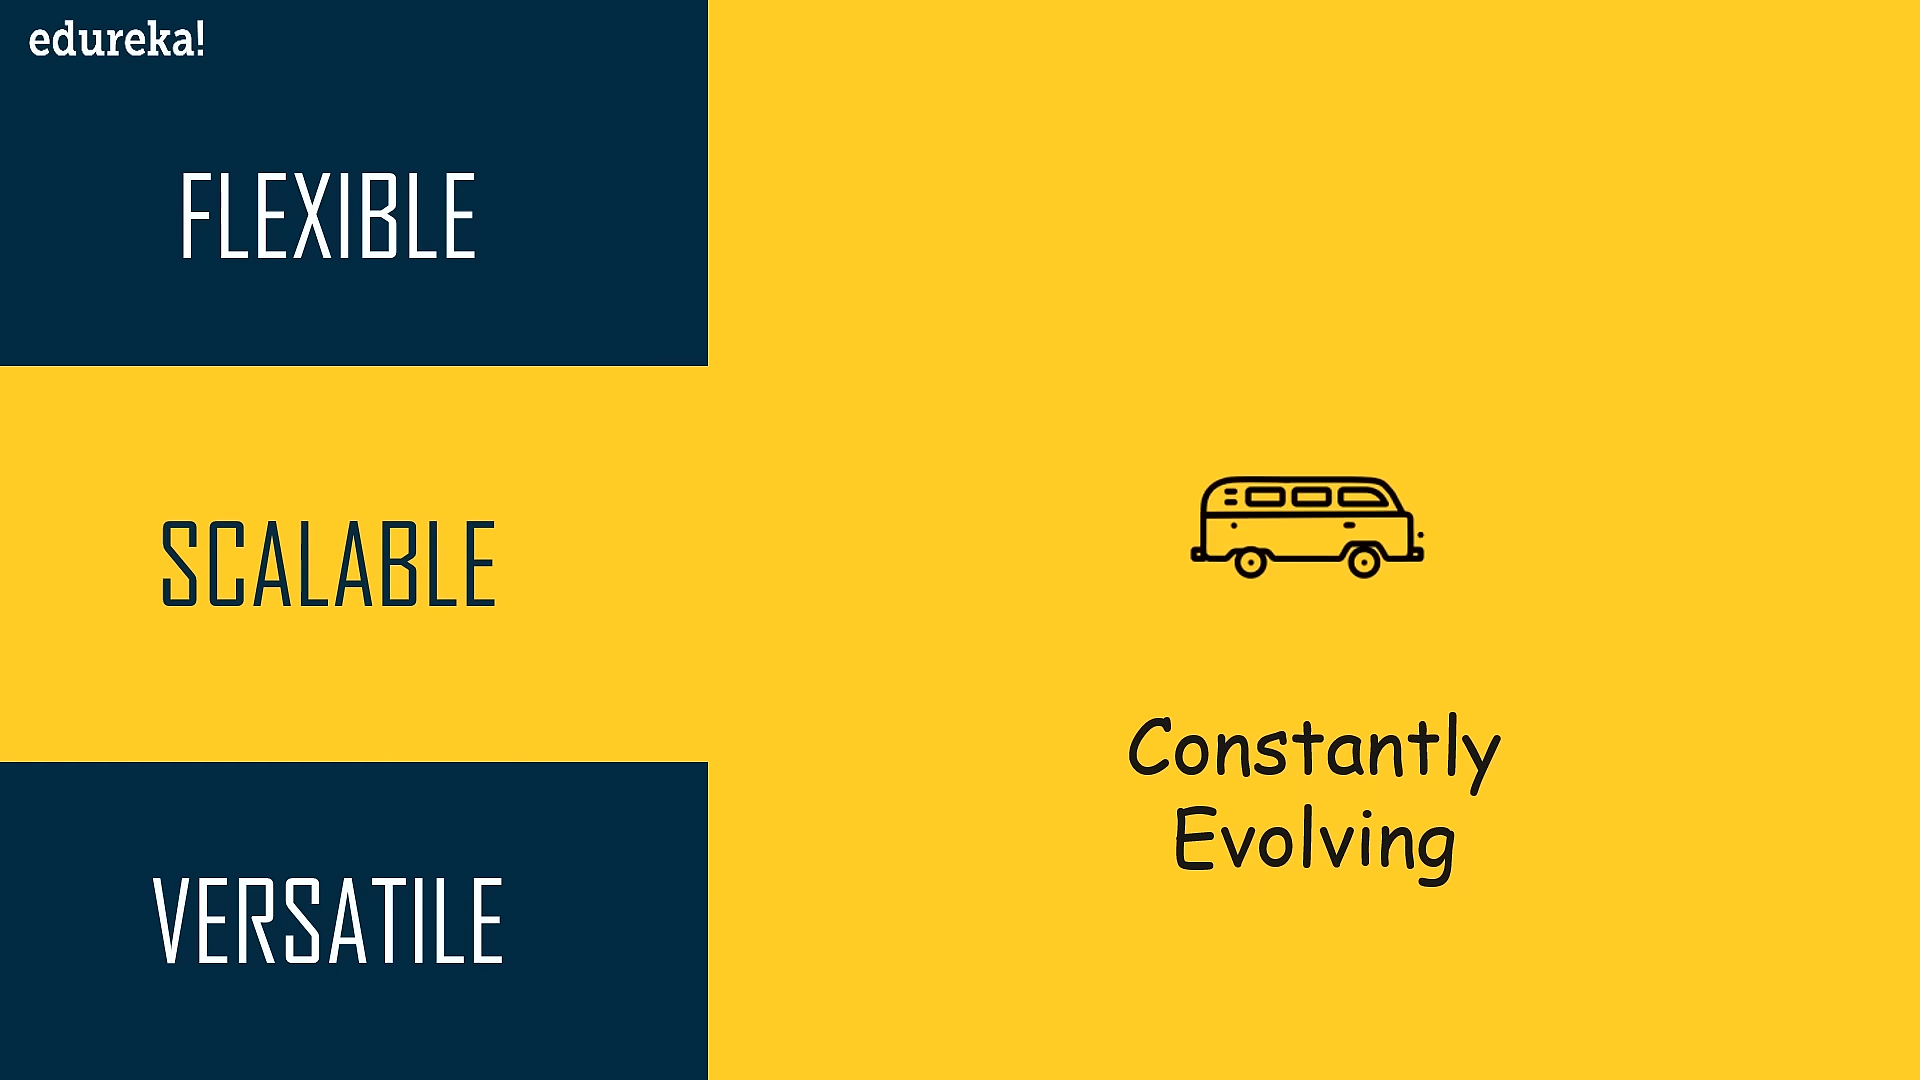 edureka!
FLEXIBLE
SCALABLE
VERSATILE
Constantly
Evolving